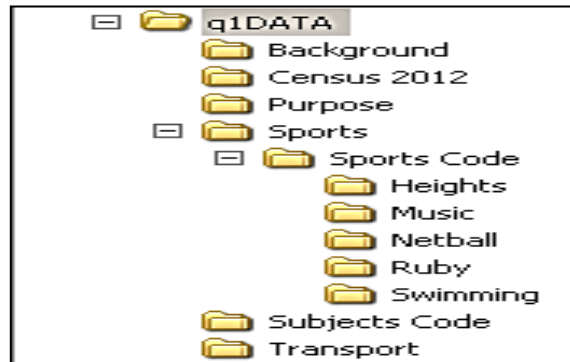 q1DATA
Background
Census 2012
Purpose
Sports
Sports Code
Heights
Music
Netball
Ruby
Swimming
Subjects Code
Transport